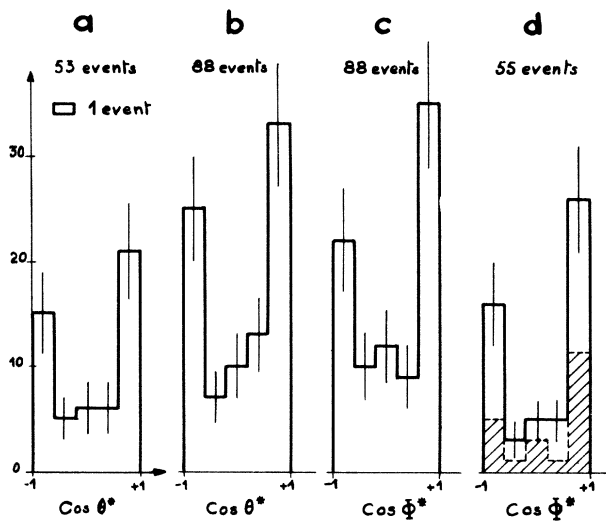 a b c d
53 events 88 events 88 events 55 events
1 event
30
20
10
0
-1 +1 -1 +1 -1 +1 -1 +1
Cos θ* Cos θ* Cos Φ* Cos Φ*